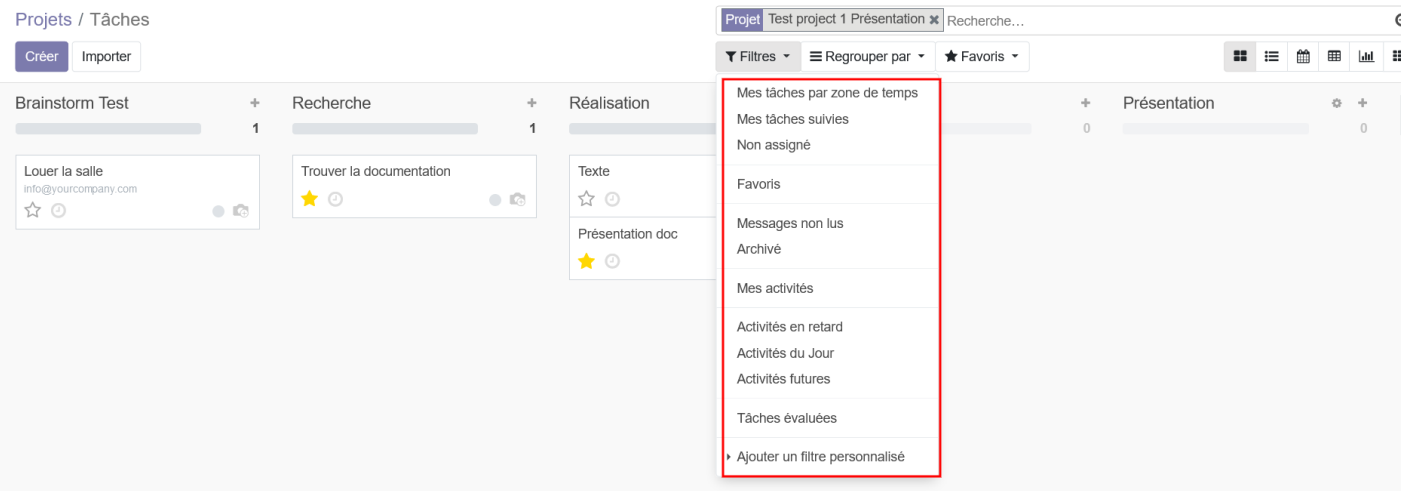 Projets / Tâches
Projet Test project 1 Présentation ✖ Recherche...
Créer Importer
Filtres Regrouper par Favoris
Brainstorm Test +
1
Louer la salle
info@yourcompany.com
Recherche +
1
Trouver la documentation
Réalisation
Texte
Présentation doc
Mes tâches par zone de temps
Mes tâches suivies
Non assigné
Favoris
Messages non lus
Archivé
Mes activités
Activités en retard
Activités du Jour
Activités futures
Tâches évaluées
Ajouter un filtre personnalisé
+
0
Présentation +
0